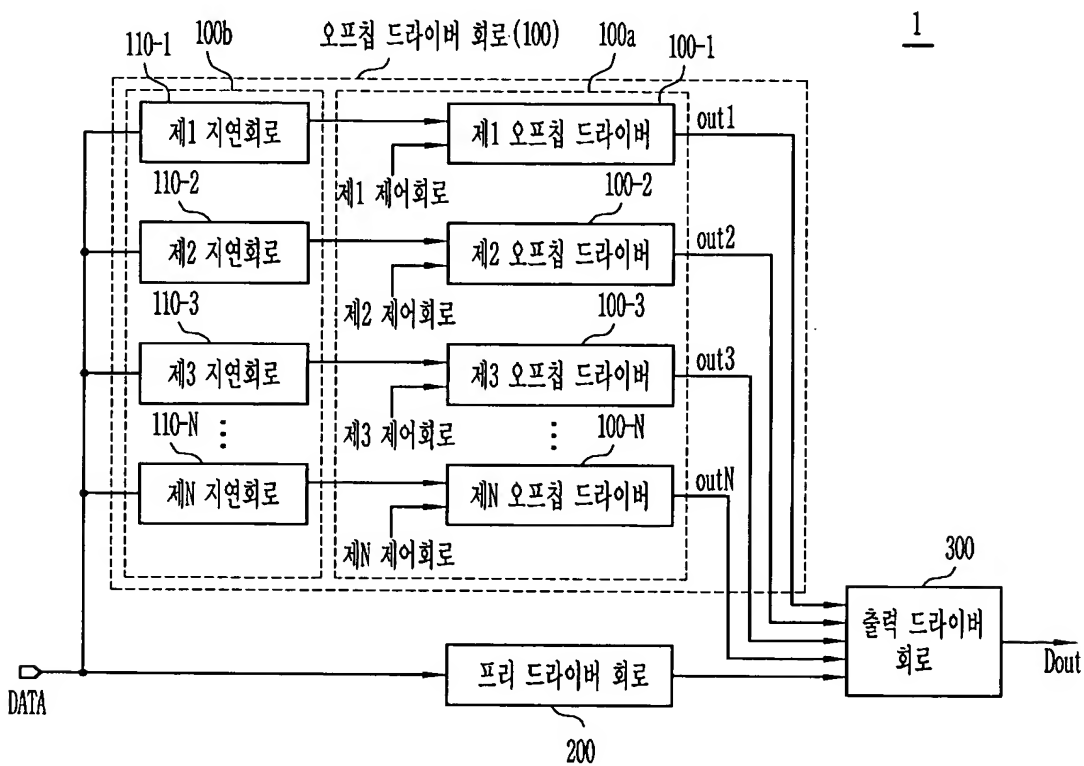 오프칩 드라이버 회로(100)
1
110-1
100b
100a
100-1
제1 지연회로
제1 오프칩 드라이버
out1
제1 제어회로
110-2
100-2
제2 지연회로
제2 오프칩 드라이버
out2
제2 제어회로
110-3
100-3
제3 지연회로
제3 오프칩 드라이버
out3
제3 제어회로
110-N
100-N
제N 지연회로
제N 오프칩 드라이버
outN
제N 제어회로
300
출력 드라이버
회로
Dout
프리 드라이버 회로
DATA
200